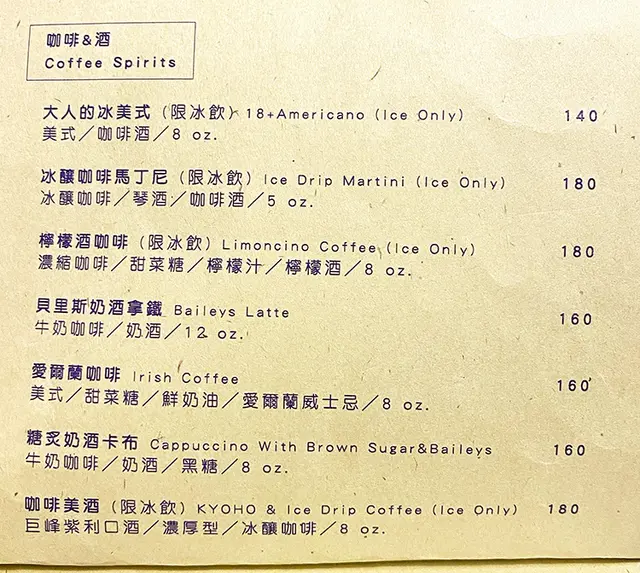 咖啡&酒
Coffee Spirits
大人的冰美式 (限冰飲) 18+Americano (Ice Only) 140
美式／咖啡酒／8 oz.
冰釀咖啡馬丁尼 (限冰飲) Ice Drip Martini (Ice Only) 180
冰釀咖啡／琴酒／咖啡酒／5 oz.
檸檬酒咖啡 (限冰飲) Limoncino Coffee (Ice Only) 180
濃縮咖啡／甜菜糖／檸檬汁／檸檬酒／8 oz.
貝里斯奶酒拿鐵 Baileys Latte 160
牛奶咖啡／奶酒／12 oz.
愛爾蘭咖啡 Irish Coffee 160
美式／甜菜糖／鮮奶油／愛爾蘭威士忌／8 oz.
糖炙奶酒卡布 Cappuccino With Brown Sugar&Baileys 160
牛奶咖啡／奶酒／黑糖／8 oz.
咖啡美酒 (限冰飲) KYOHO & Ice Drip Coffee (Ice Only) 180
巨峰紫利口酒／濃厚型／冰釀咖啡／8 oz.